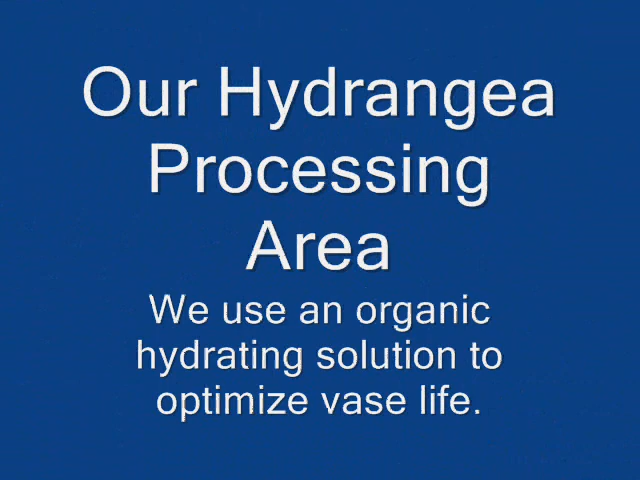 Our Hydrangea
Processing
Area
We use an organic
hydrating solution to
optimize vase life.